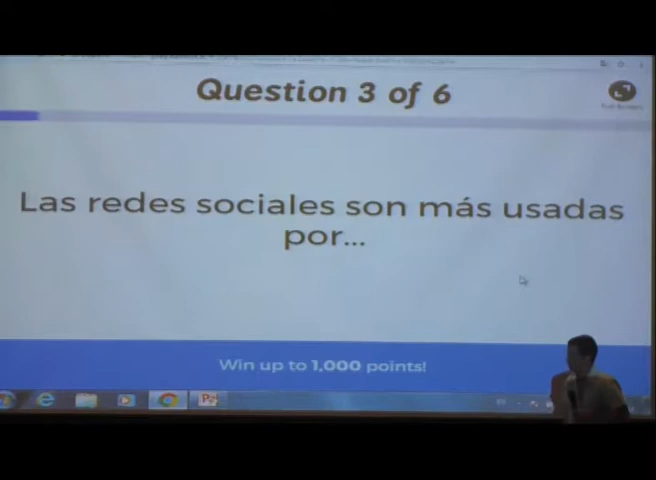 Question 3 of 6
Las redes sociales son más usadas
por...
Win up to 1,000 points!